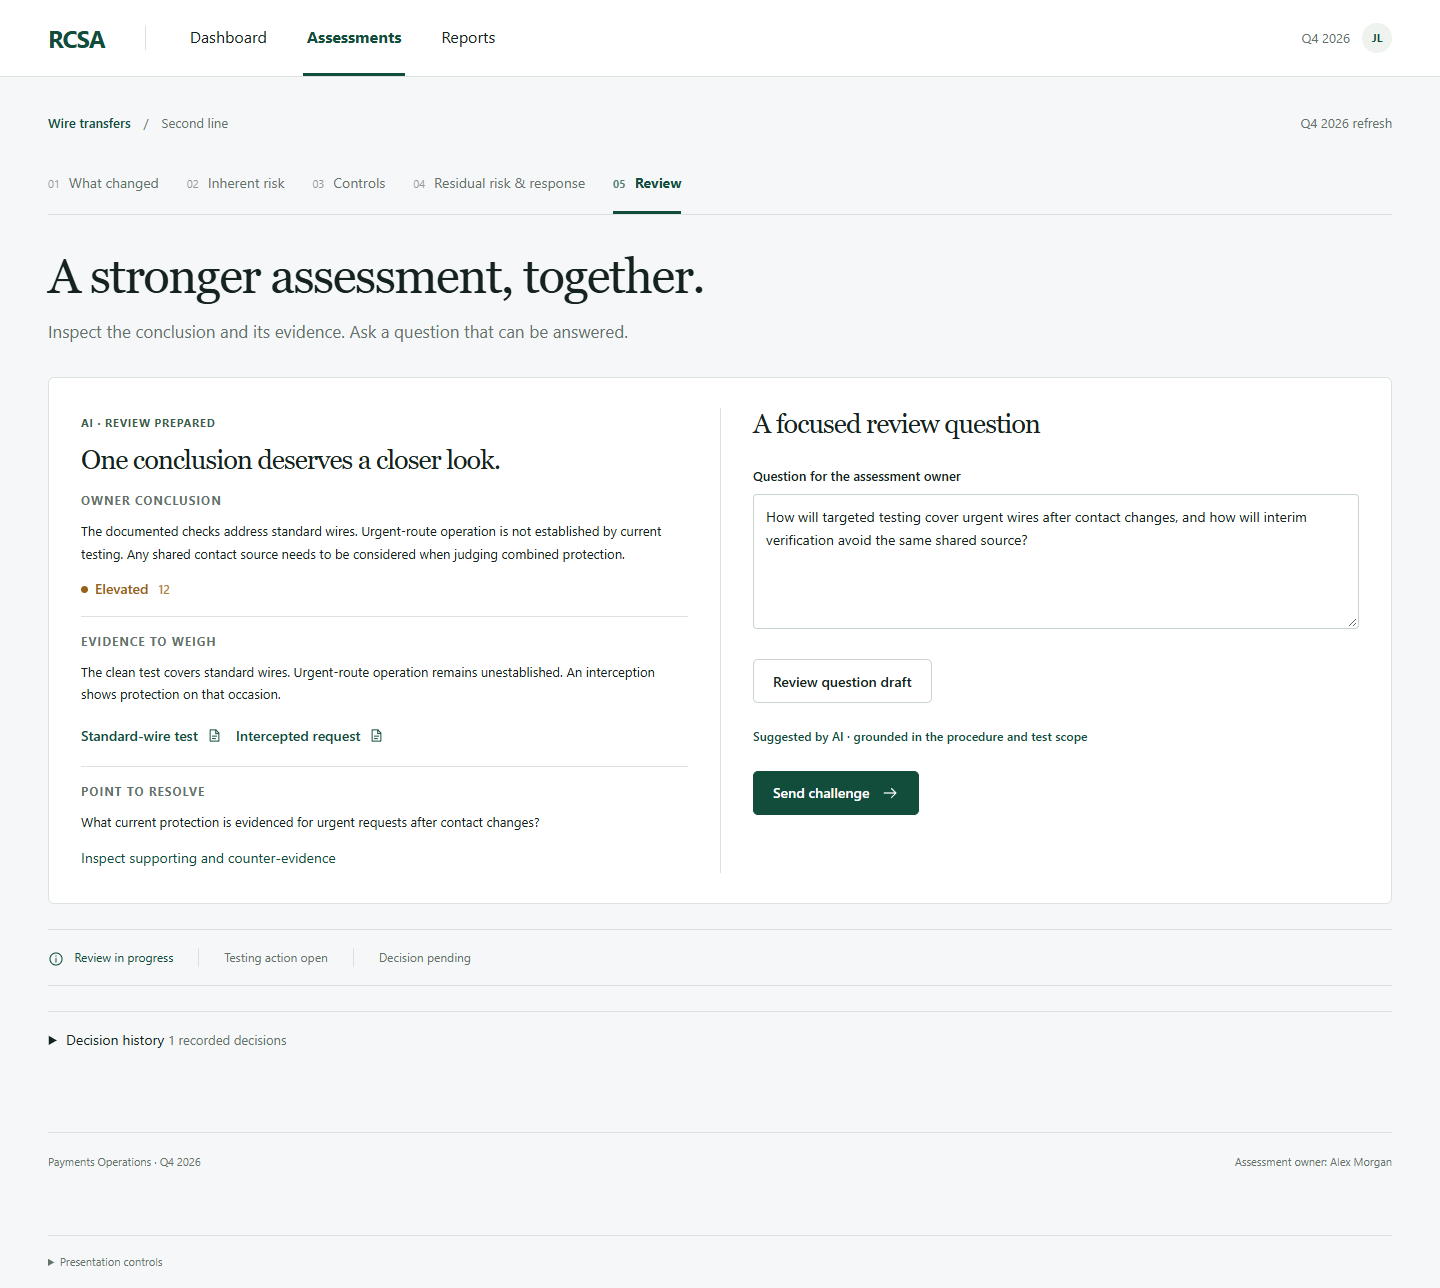 RCSA
Dashboard
Assessments
Reports
Q4 2026
JL
Wire transfers / Second line
Q4 2026 refresh
01 What changed
02 Inherent risk
03 Controls
04 Residual risk & response
05 Review
A stronger assessment, together.
Inspect the conclusion and its evidence. Ask a question that can be answered.
AI · REVIEW PREPARED
One conclusion deserves a closer look.
OWNER CONCLUSION
The documented checks address standard wires. Urgent-route operation is not established by current
testing. Any shared contact source needs to be considered when judging combined protection.
Elevated 12
EVIDENCE TO WEIGH
The clean test covers standard wires. Urgent-route operation remains unestablished. An interception
shows protection on that occasion.
Standard-wire test
Intercepted request
POINT TO RESOLVE
What current protection is evidenced for urgent requests after contact changes?
Inspect supporting and counter-evidence
A focused review question
Question for the assessment owner
How will targeted testing cover urgent wires after contact changes, and how will interim
verification avoid the same shared source?
Review question draft
Suggested by AI · grounded in the procedure and test scope
Send challenge →
Review in progress
Testing action open
Decision pending
Decision history 1 recorded decisions
Payments Operations · Q4 2026
Assessment owner: Alex Morgan
Presentation controls